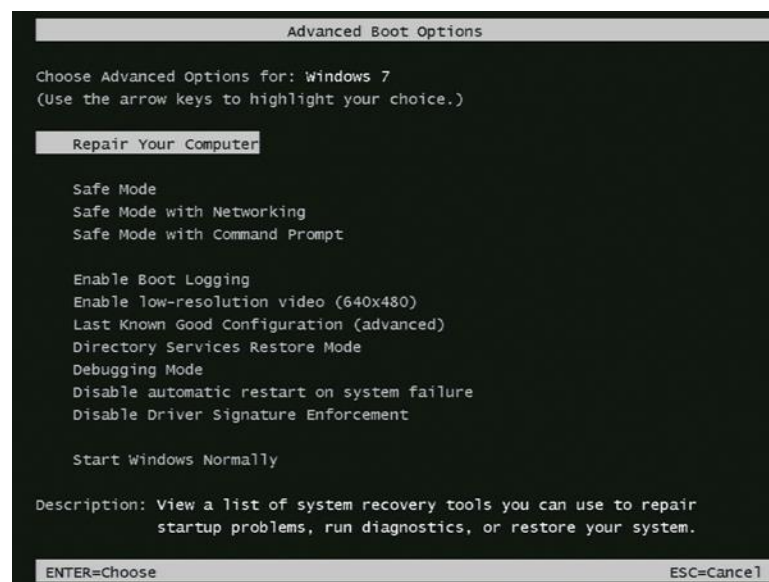 Advanced Boot Options
Choose Advanced Options for: Windows 7
(Use the arrow keys to highlight your choice.)
Repair Your Computer
Safe Mode
Safe Mode with Networking
Safe Mode with Command Prompt
Enable Boot Logging
Enable low-resolution video (640x480)
Last Known Good Configuration (advanced)
Directory Services Restore Mode
Debugging Mode
Disable automatic restart on system failure
Disable Driver Signature Enforcement
Start Windows Normally
Description: View a list of system recovery tools you can use to repair
startup problems, run diagnostics, or restore your system.
ENTER=Choose ESC=Cancel